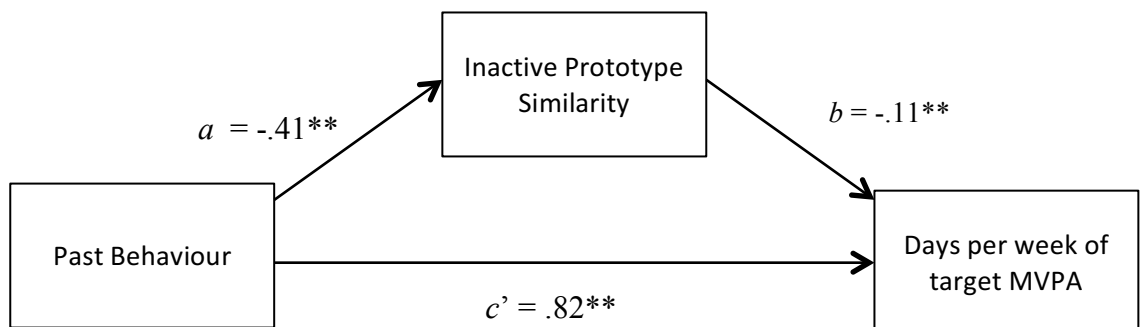 Inactive Prototype
Similarity
a = -.41**
b = -.11**
Past Behaviour
Days per week of
target MVPA
c’ = .82**